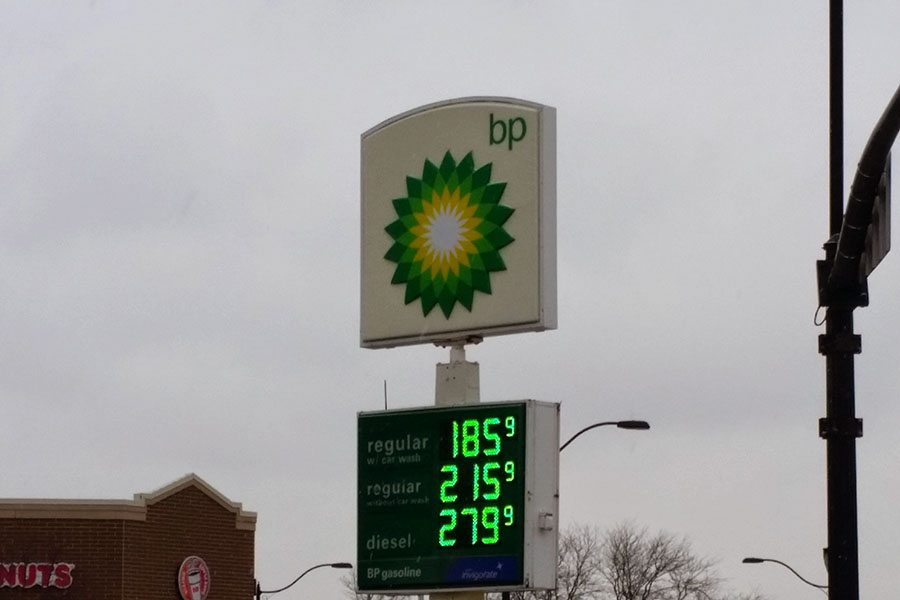 bp
regular 185 9
w/ car wash
regular 215 9
without car wash
diesel 279 9
BP gasoline
invigorate
NUTS